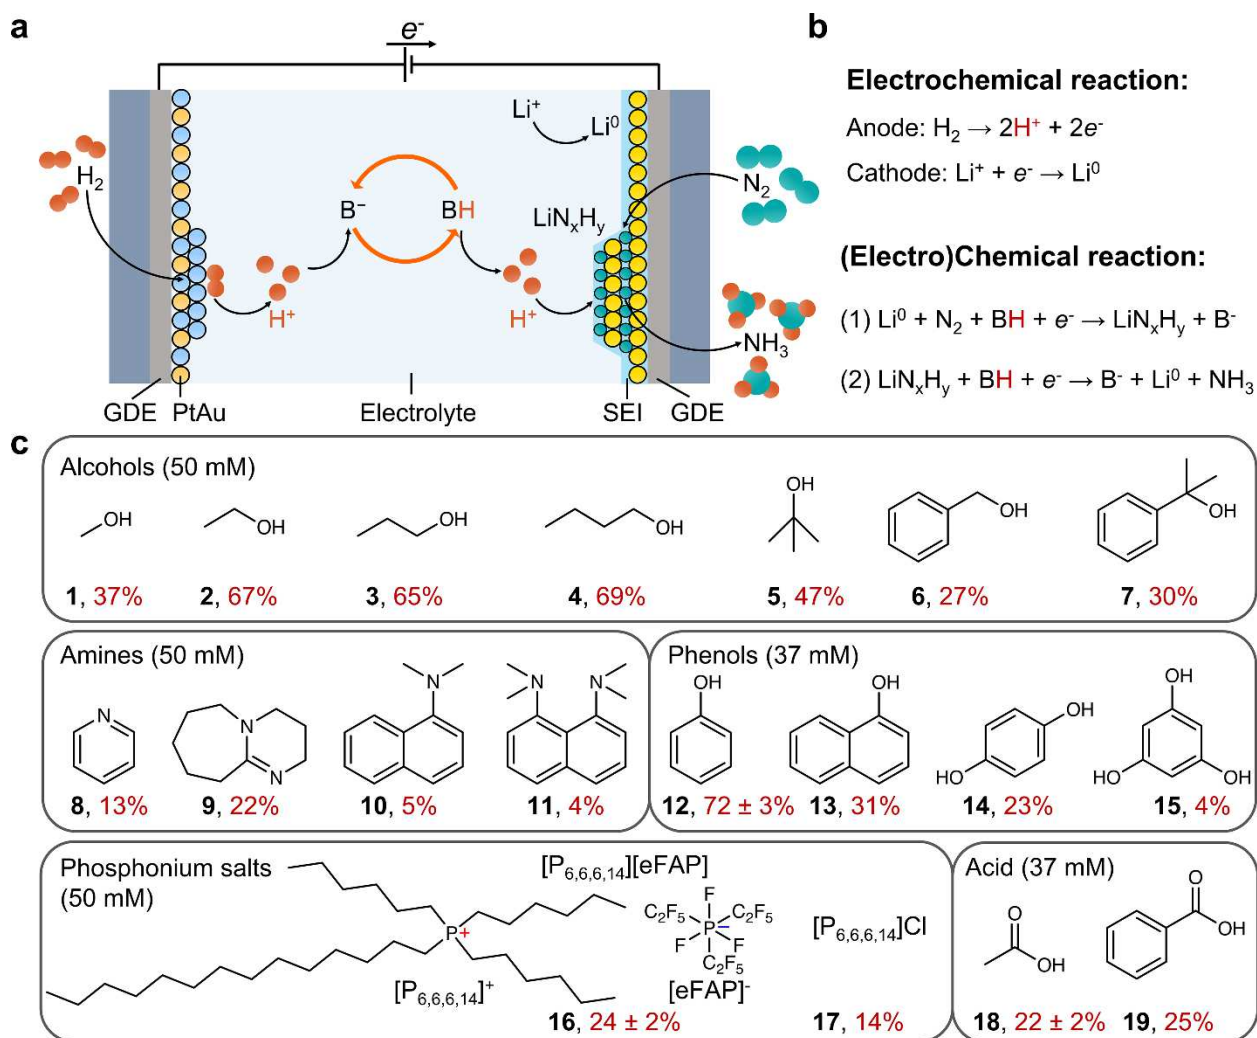 a
e-
H₂
H⁺
B⁻
BH
H⁺
Li⁺
Li⁰
LiNₓHᵧ
N₂
NH₃
GDE PtAu Electrolyte SEI GDE
b
Electrochemical reaction:
Anode: H₂ → 2H⁺ + 2e-
Cathode: Li⁺ + e- → Li⁰
(Electro)Chemical reaction:
(1) Li⁰ + N₂ + BH + e- → LiNₓHᵧ + B-
(2) LiNₓHᵧ + BH + e- → B- + Li⁰ + NH₃
c
Alcohols (50 mM)
OH OH OH OH OH OH OH
1, 37% 2, 67% 3, 65% 4, 69% 5, 47% 6, 27% 7, 30%
Amines (50 mM)
N N N N N N
8, 13% 9, 22% 10, 5% 11, 4%
Phenols (37 mM)
OH OH OH HO OH HO OH
12, 72 ± 3% 13, 31% 14, 23% 15, 4%
Phosphonium salts
(50 mM)
P⁺
[P₆,₆,₆,₁₄]⁺
[P₆,₆,₆,₁₄][eFAP]
F
C₂F₅ P C₂F₅
F F
C₂F₅
[eFAP]-
[P₆,₆,₆,₁₄]Cl
16, 24 ± 2% 17, 14%
Acid (37 mM)
O OH O OH
18, 22 ± 2% 19, 25%